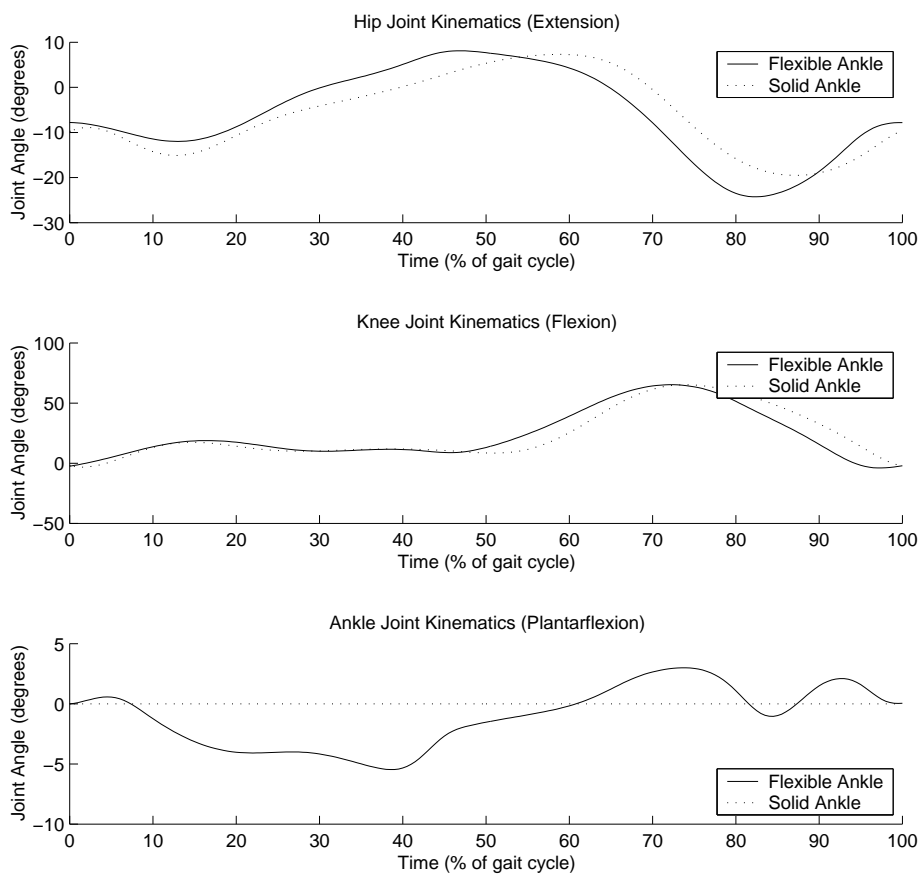 Hip Joint Kinematics (Extension)
10
0
−10
−20
−30
Joint Angle (degrees)
Flexible Ankle
Solid Ankle
0 10 20 30 40 50 60 70 80 90 100
Time (% of gait cycle)
Knee Joint Kinematics (Flexion)
100
50
0
−50
Joint Angle (degrees)
Flexible Ankle
Solid Ankle
0 10 20 30 40 50 60 70 80 90 100
Time (% of gait cycle)
Ankle Joint Kinematics (Plantarflexion)
5
0
−5
−10
Joint Angle (degrees)
Flexible Ankle
Solid Ankle
0 10 20 30 40 50 60 70 80 90 100
Time (% of gait cycle)